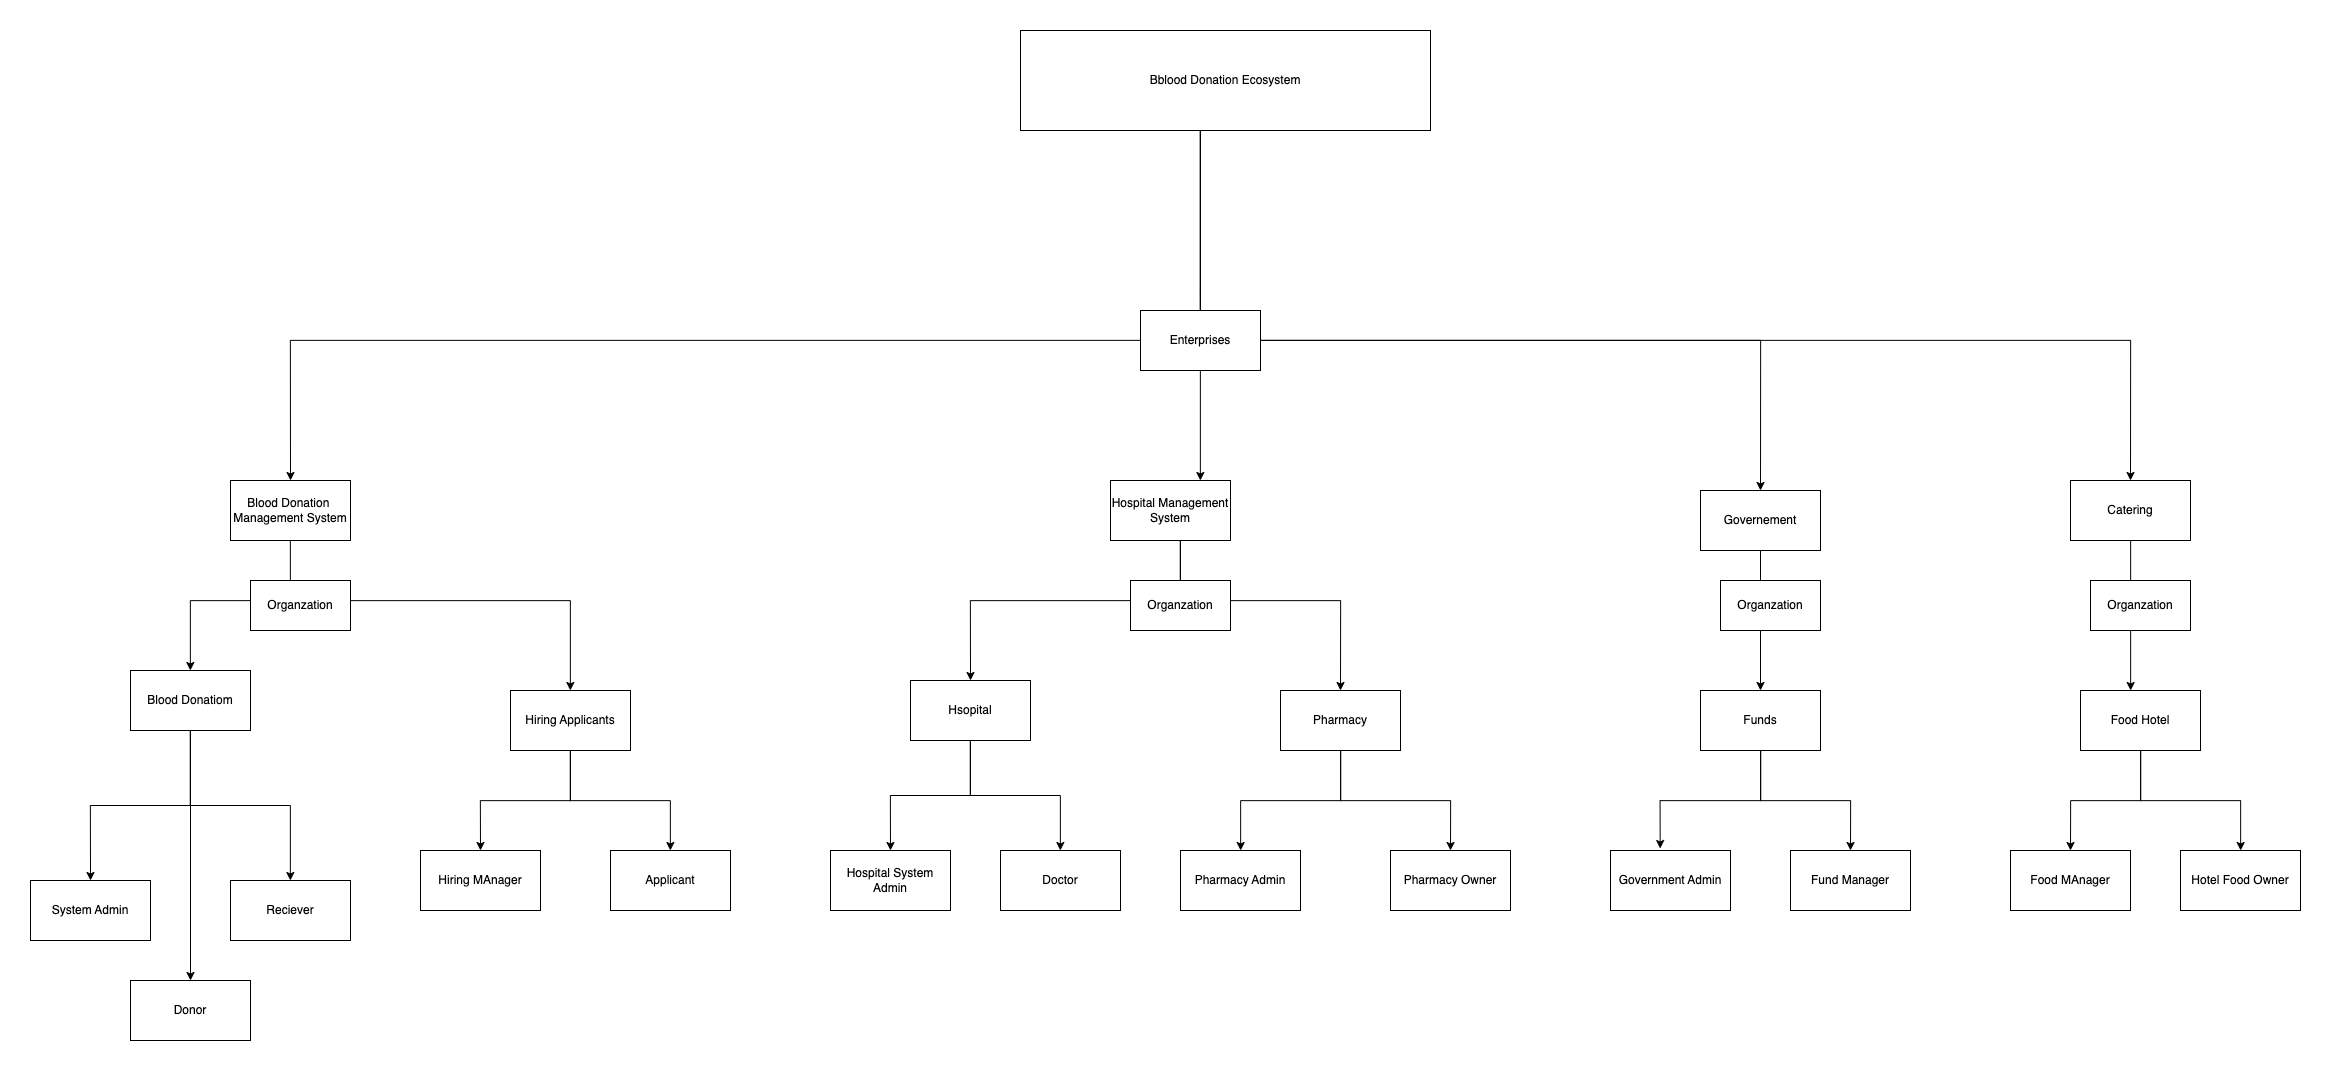 Bblood Donation Ecosystem
Enterprises
Blood Donation
Management System
Hospital Management
System
Governement
Catering
Organzation
Organzation
Organzation
Organzation
Blood Donatiom
Hiring Applicants
Hsopital
Pharmacy
Funds
Food Hotel
System Admin
Reciever
Hiring MAnager
Applicant
Hospital System
Admin
Doctor
Pharmacy Admin
Pharmacy Owner
Government Admin
Fund Manager
Food MAnager
Hotel Food Owner
Donor